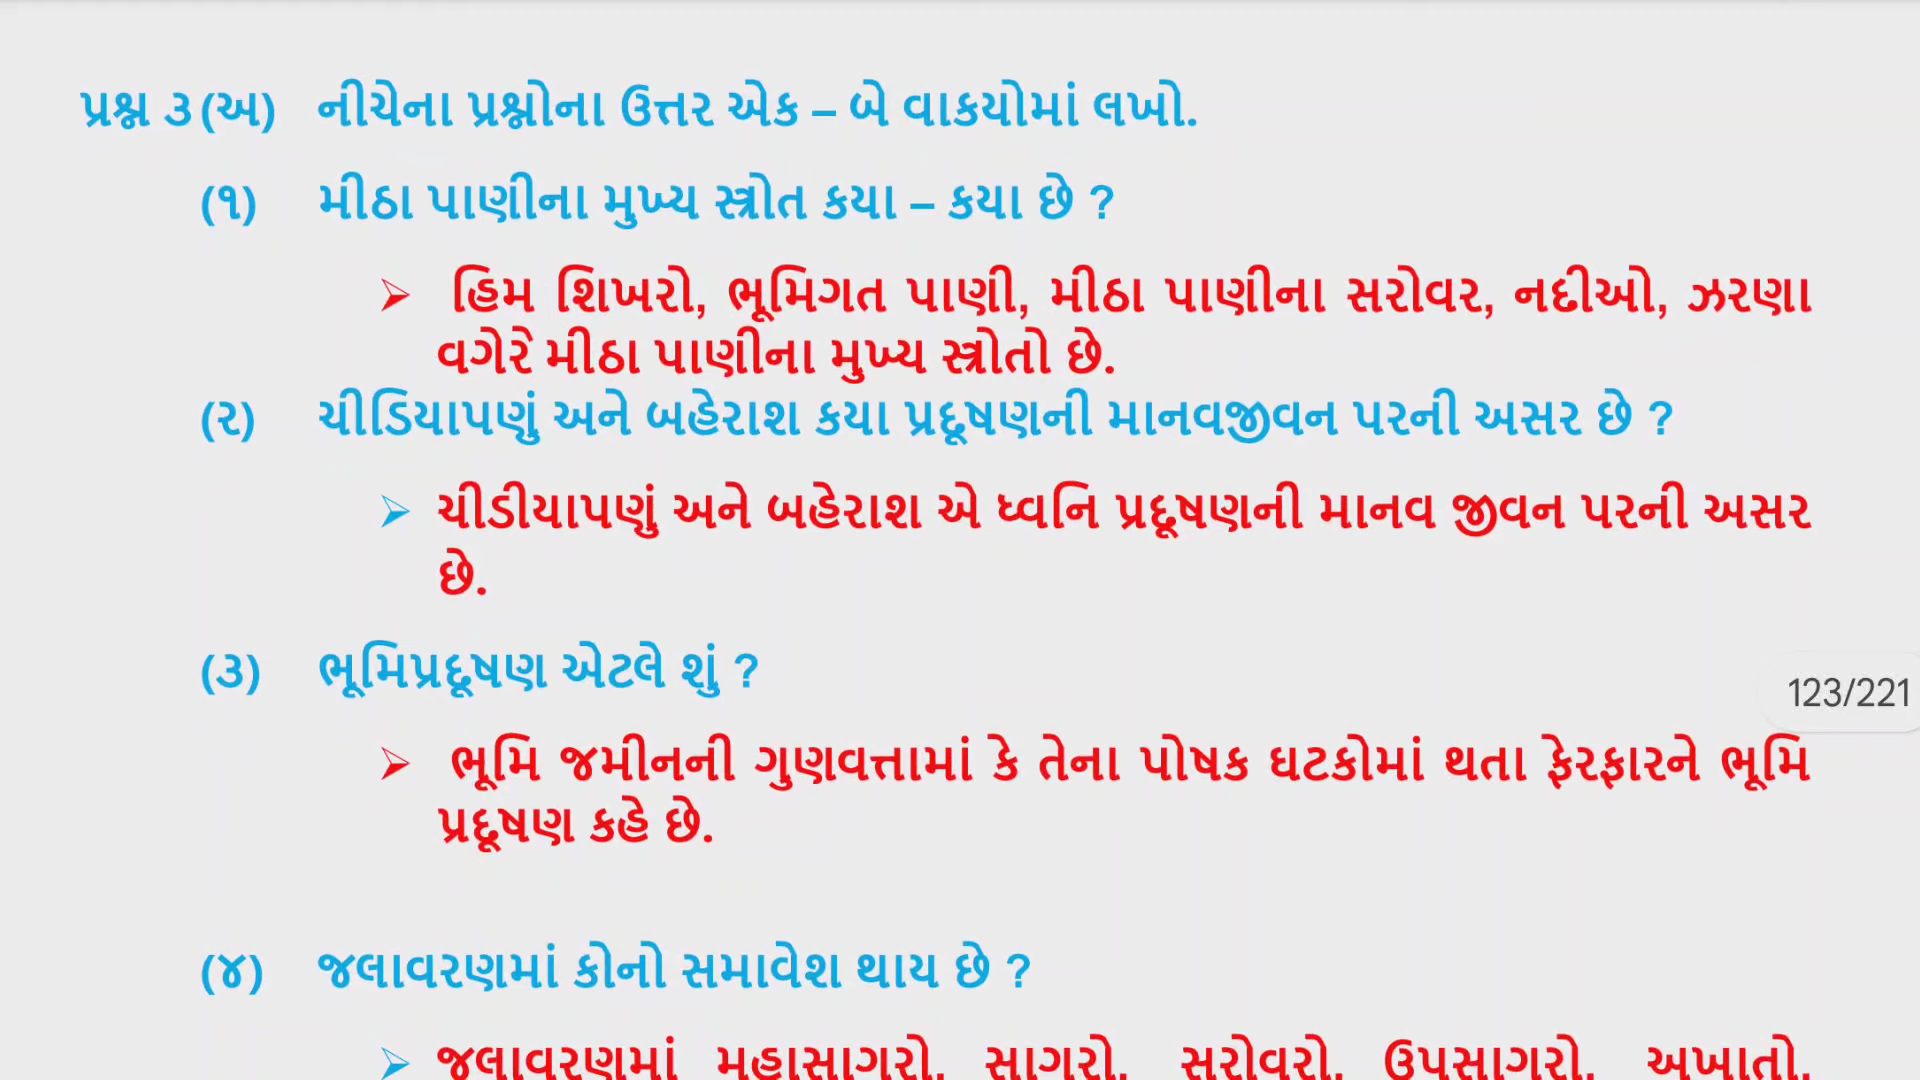 પ્રશ્ન ૩(અ) નીચેના પ્રશ્નોના ઉત્તર એક – બે વાકયોમાં લખો.
(૧) મીઠા પાણીના મુખ્ય સ્ત્રોત કયા – કયા છે ?
➢ હિમ શિખરો, ભૂમિગત પાણી, મીઠા પાણીના સરોવર, નદીઓ, ઝરણા
વગેરે મીઠા પાણીના મુખ્ય સ્ત્રોતો છે.
(૨) ચીડિયાપણું અને બહેરાશ કયા પ્રદૂષણની માનવજીવન પરની અસર છે ?
➢ ચીડીયાપણું અને બહેરાશ એ ધ્વનિ પ્રદૂષણની માનવ જીવન પરની અસર
છે.
(૩) ભૂમિપ્રદૂષણ એટલે શું ?
123/221
➢ ભૂમિ જમીનની ગુણવત્તામાં કે તેના પોષક ઘટકોમાં થતા ફેરફારને ભૂમિ
પ્રદૂષણ કહે છે.
(૪) જલાવરણમાં કોનો સમાવેશ થાય છે ?
➢ જલાવરણમાં મહાસાગરો, સાગરો, સરોવરો, ઉપસાગરો, અખાતો,